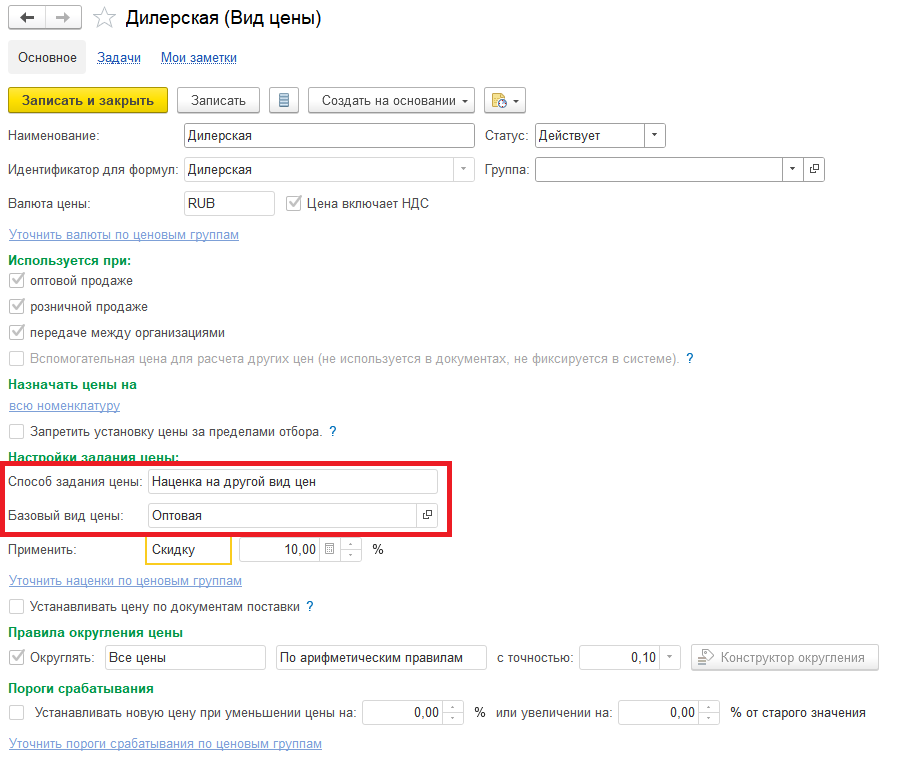 Дилерская (Вид цены)
Основное Задачи Мои заметки
Записать и закрыть Записать Создать на основании
Наименование: Дилерская Статус: Действует
Идентификатор для формул: Дилерская Группа:
Валюта цены: RUB Цена включает НДС
Уточнить валюты по ценовым группам
Используется при:
оптовой продаже
розничной продаже
передаче между организациями
Вспомогательная цена для расчета других цен (не используется в документах, не фиксируется в системе). ?
Назначать цены на
всю номенклатуру
Запретить установку цены за пределами отбора. ?
Настройки задания цены:
Способ задания цены: Наценка на другой вид цен
Базовый вид цены: Оптовая
Применить: Скидку 10,00 %
Уточнить наценки по ценовым группам
Устанавливать цену по документам поставки ?
Правила округления цены
Округлять: Все цены По арифметическим правилам с точностью: 0,10 Конструктор округления
Пороги срабатывания
Устанавливать новую цену при уменьшении цены на: 0,00 % или увеличении на: 0,00 % от старого значения
Уточнить пороги срабатывания по ценовым группам